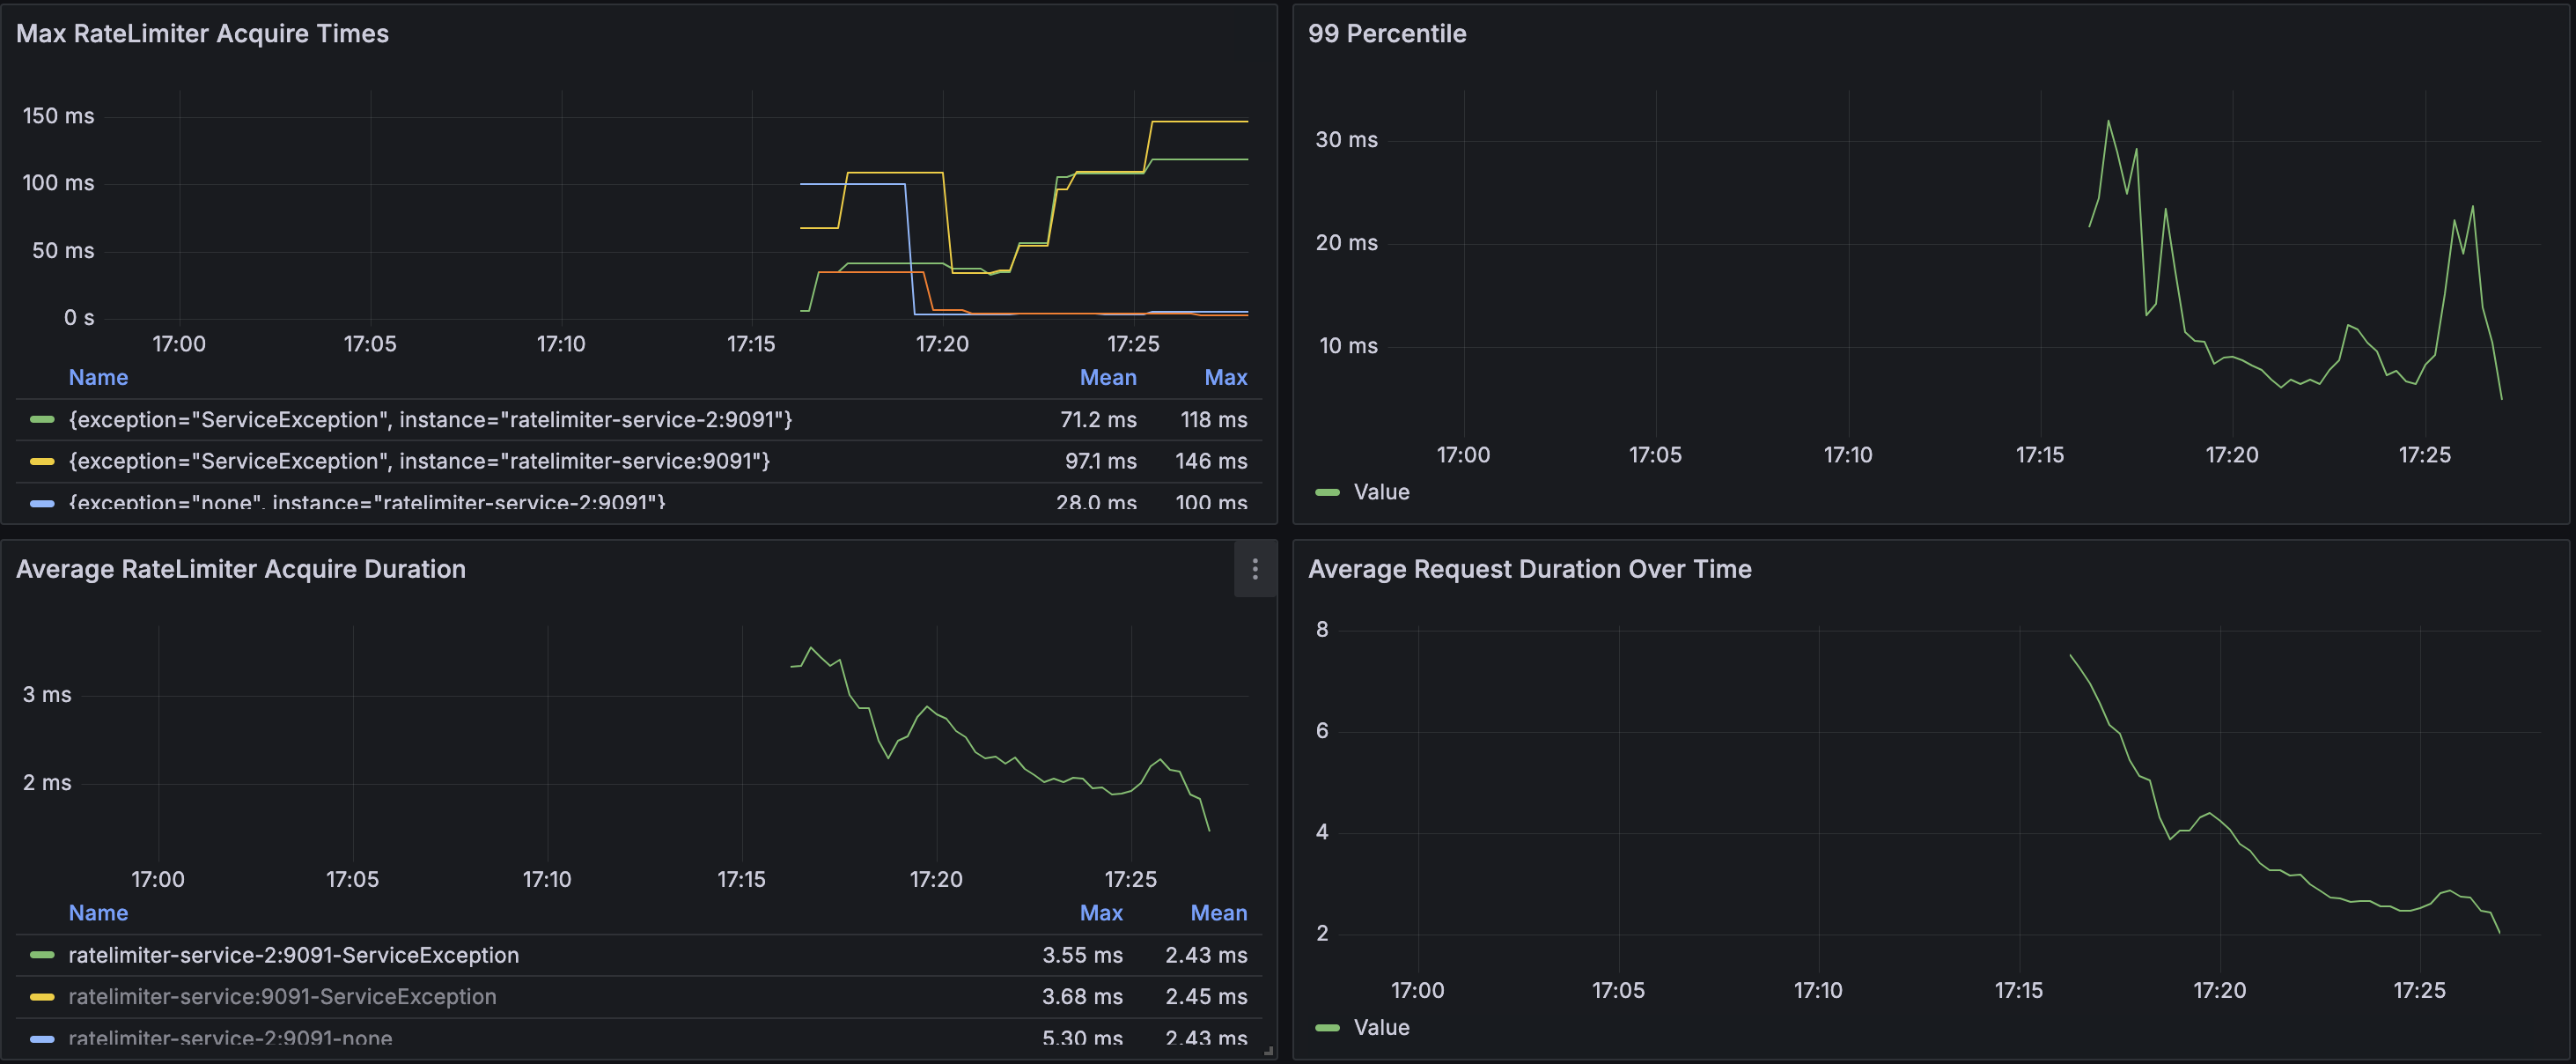 Max RateLimiter Acquire Times
150 ms
100 ms
50 ms
0 s
17:00 17:05 17:10 17:15 17:20 17:25
Name Mean Max
{exception="ServiceException", instance="ratelimiter-service-2:9091"} 71.2 ms 118 ms
{exception="ServiceException", instance="ratelimiter-service:9091"} 97.1 ms 146 ms
{exception="none", instance="ratelimiter-service-2:9091"} 28.0 ms 100 ms
99 Percentile
30 ms
20 ms
10 ms
17:00 17:05 17:10 17:15 17:20 17:25
Value
Average RateLimiter Acquire Duration
3 ms
2 ms
17:00 17:05 17:10 17:15 17:20 17:25
Name Max Mean
ratelimiter-service-2:9091-ServiceException 3.55 ms 2.43 ms
ratelimiter-service:9091-ServiceException 3.68 ms 2.45 ms
ratelimiter-service-2:9091-none 5.30 ms 2.43 ms
Average Request Duration Over Time
8
6
4
2
17:00 17:05 17:10 17:15 17:20 17:25
Value